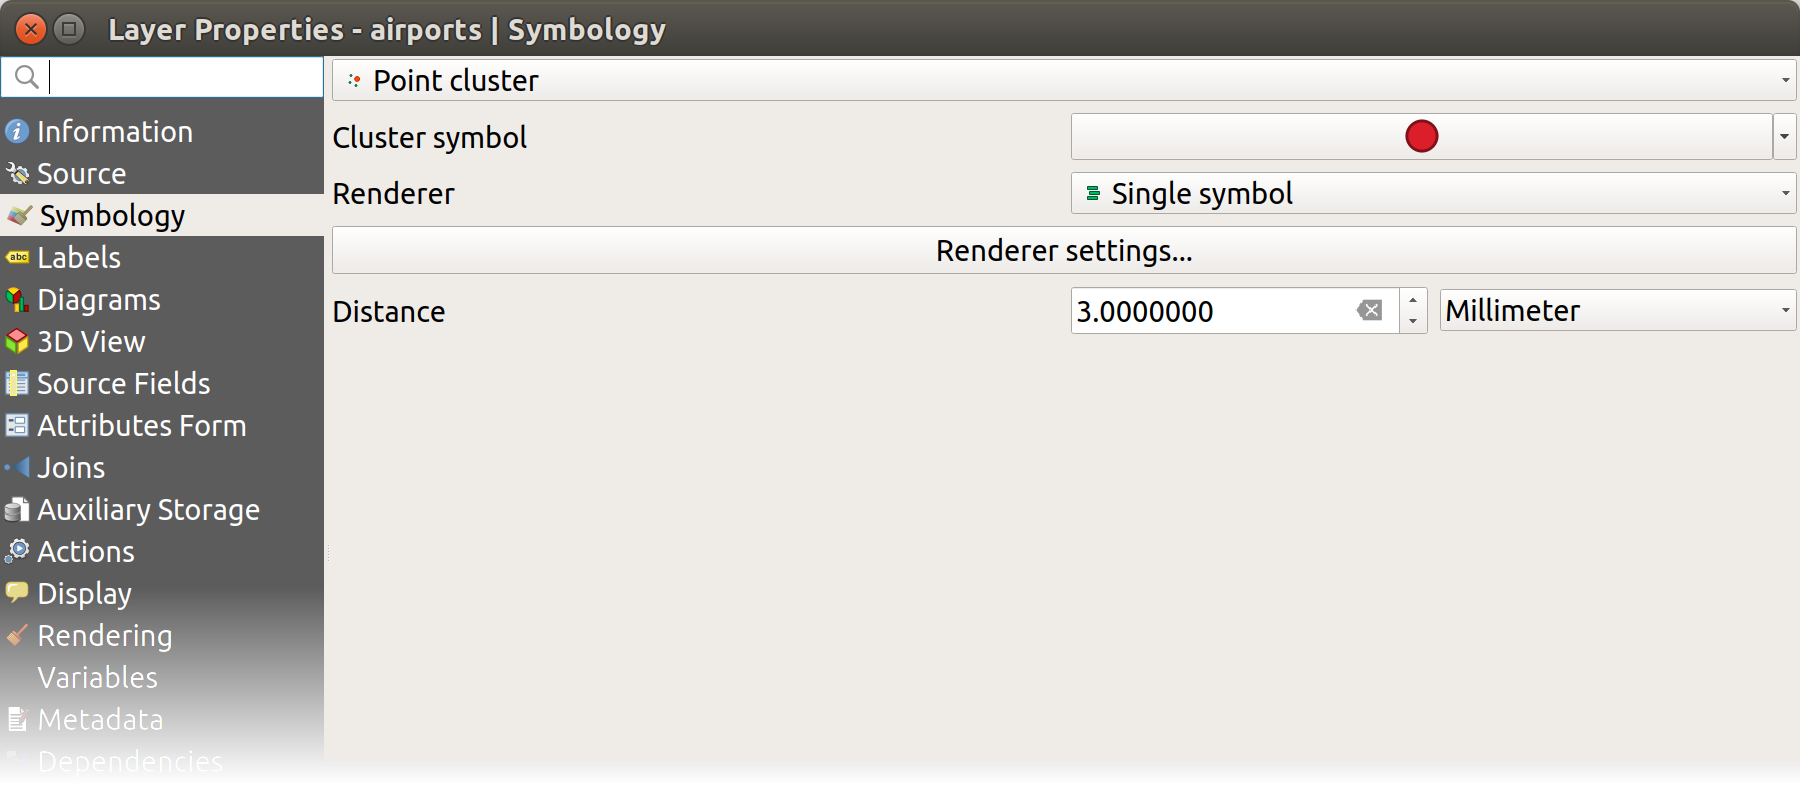 Layer Properties - airports | Symbology
Point cluster
Information
Cluster symbol
Source
Renderer
Single symbol
Symbology
Renderer settings...
Labels
Diagrams
Distance
3.0000000
Millimeter
3D View
Source Fields
Attributes Form
Joins
Auxiliary Storage
Actions
Display
Rendering
Variables
Metadata
Dependencies